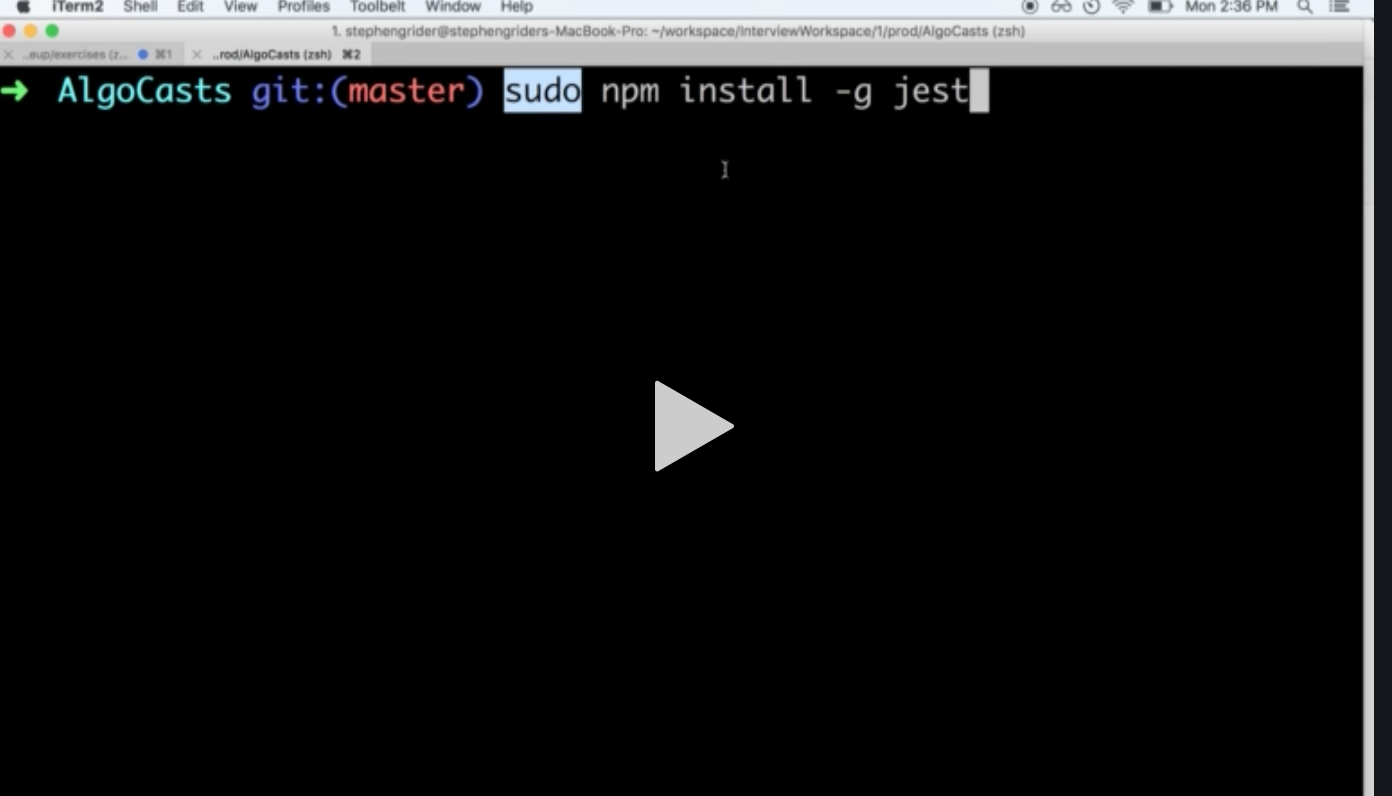 iTerm2 Shell Edit View Profiles Toolbelt Window Help Mon 2:36 PM
1. stephengrider@stephengriders-MacBook-Pro: ~/workspace/InterviewWorkspace/1/prod/AlgoCasts (zsh)
..eup/exercises (z... ⌘1 ..rod/AlgoCasts (zsh) ⌘2
➜ AlgoCasts git:(master) sudo npm install -g jest